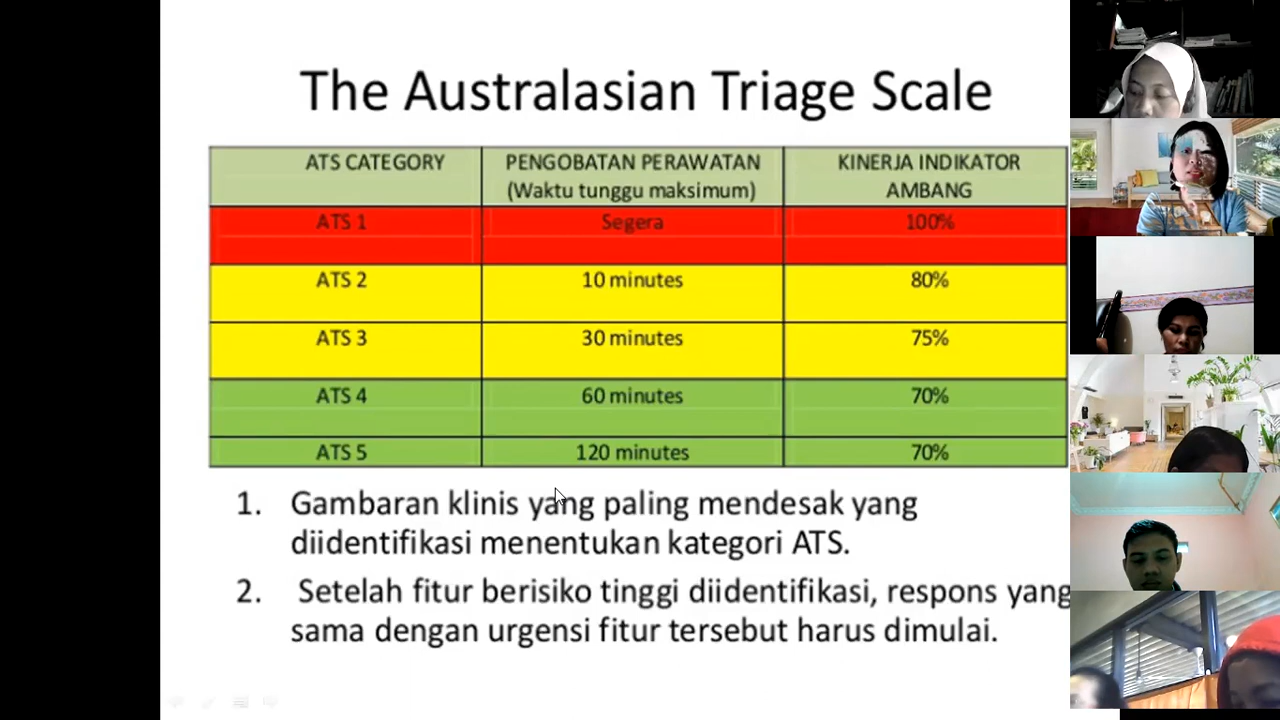 The Australasian Triage Scale
ATS CATEGORY
PENGOBATAN PERAWATAN
(Waktu tunggu maksimum)
KINERJA INDIKATOR
AMBANG
ATS 1
Segera
100%
ATS 2
10 minutes
80%
ATS 3
30 minutes
75%
ATS 4
60 minutes
70%
ATS 5
120 minutes
70%
1. Gambaran klinis yang paling mendesak yang
diidentifikasi menentukan kategori ATS.
2. Setelah fitur berisiko tinggi diidentifikasi, respons yang
sama dengan urgensi fitur tersebut harus dimulai.